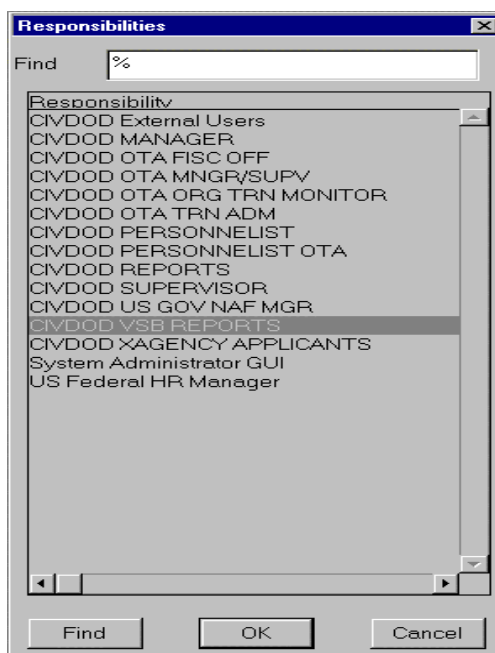 Responsibilities
Find %
Responsibility
CIVDOD External Users
CIVDOD MANAGER
CIVDOD OTA FISC OFF
CIVDOD OTA MNGR/SUPV
CIVDOD OTA ORG TRN MONITOR
CIVDOD OTA TRN ADM
CIVDOD PERSONNELIST
CIVDOD PERSONNELIST OTA
CIVDOD REPORTS
CIVDOD SUPERVISOR
CIVDOD US GOV NAF MGR
CIVDOD VSB REPORTS
CIVDOD XAGENCY APPLICANTS
System Administrator GUI
US Federal HR Manager
Find OK Cancel